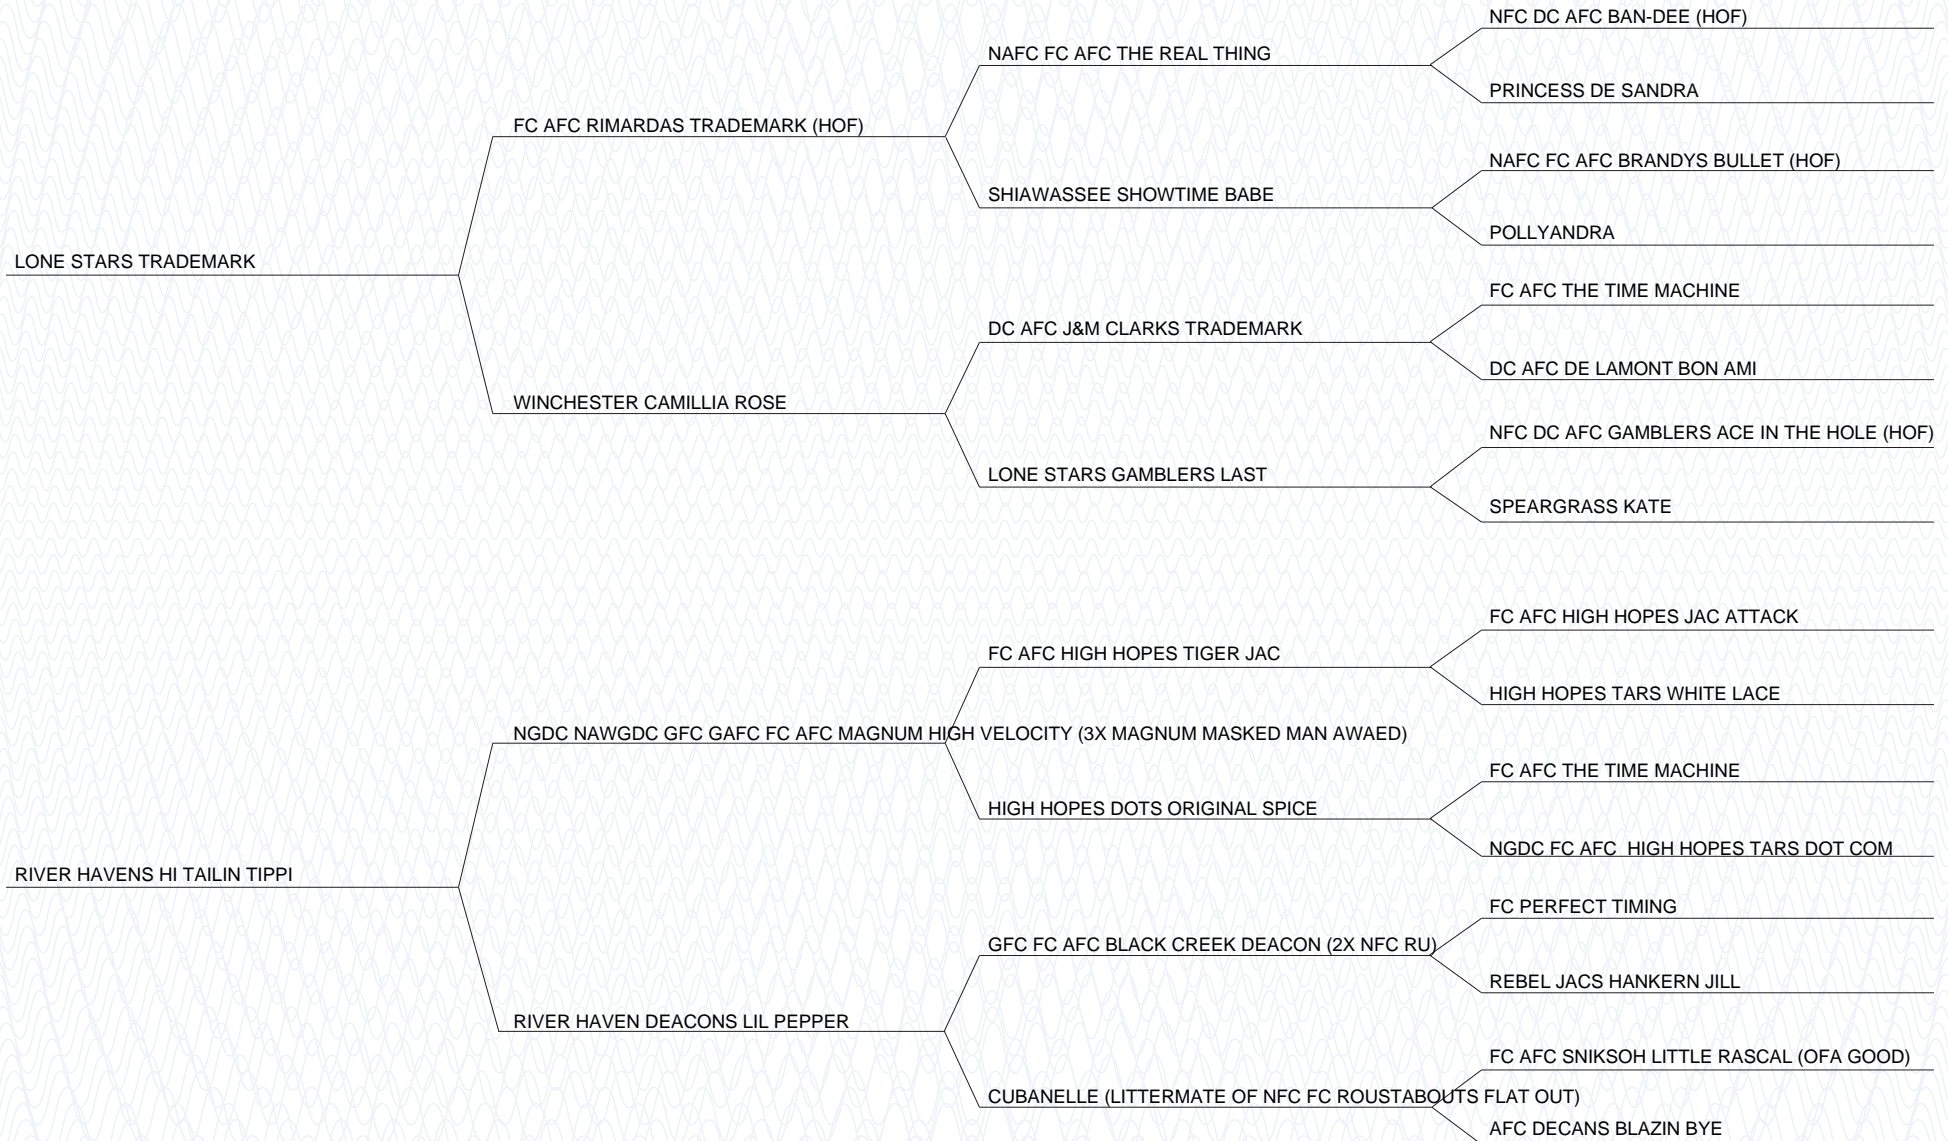 NFC DC AFC BAN-DEE (HOF)
NAFC FC AFC THE REAL THING
PRINCESS DE SANDRA
FC AFC RIMARDAS TRADEMARK (HOF)
NAFC FC AFC BRANDYS BULLET (HOF)
SHIAWASSEE SHOWTIME BABE
POLLYANDRA
LONE STARS TRADEMARK
FC AFC THE TIME MACHINE
DC AFC J&M CLARKS TRADEMARK
DC AFC DE LAMONT BON AMI
WINCHESTER CAMILLIA ROSE
NFC DC AFC GAMBLERS ACE IN THE HOLE (HOF)
LONE STARS GAMBLERS LAST
SPEARGRASS KATE
FC AFC HIGH HOPES JAC ATTACK
FC AFC HIGH HOPES TIGER JAC
HIGH HOPES TARS WHITE LACE
NGDC NAWGDC GFC GAFC FC AFC MAGNUM HIGH VELOCITY (3X MAGNUM MASKED MAN AWAED)
FC AFC THE TIME MACHINE
HIGH HOPES DOTS ORIGINAL SPICE
NGDC FC AFC  HIGH HOPES TARS DOT COM
RIVER HAVENS HI TAILIN TIPPI
FC PERFECT TIMING
GFC FC AFC BLACK CREEK DEACON (2X NFC RU)
REBEL JACS HANKERN JILL
RIVER HAVEN DEACONS LIL PEPPER
FC AFC SNIKSOH LITTLE RASCAL (OFA GOOD)
CUBANELLE (LITTERMATE OF NFC FC ROUSTABOUTS FLAT OUT)
AFC DECANS BLAZIN BYE